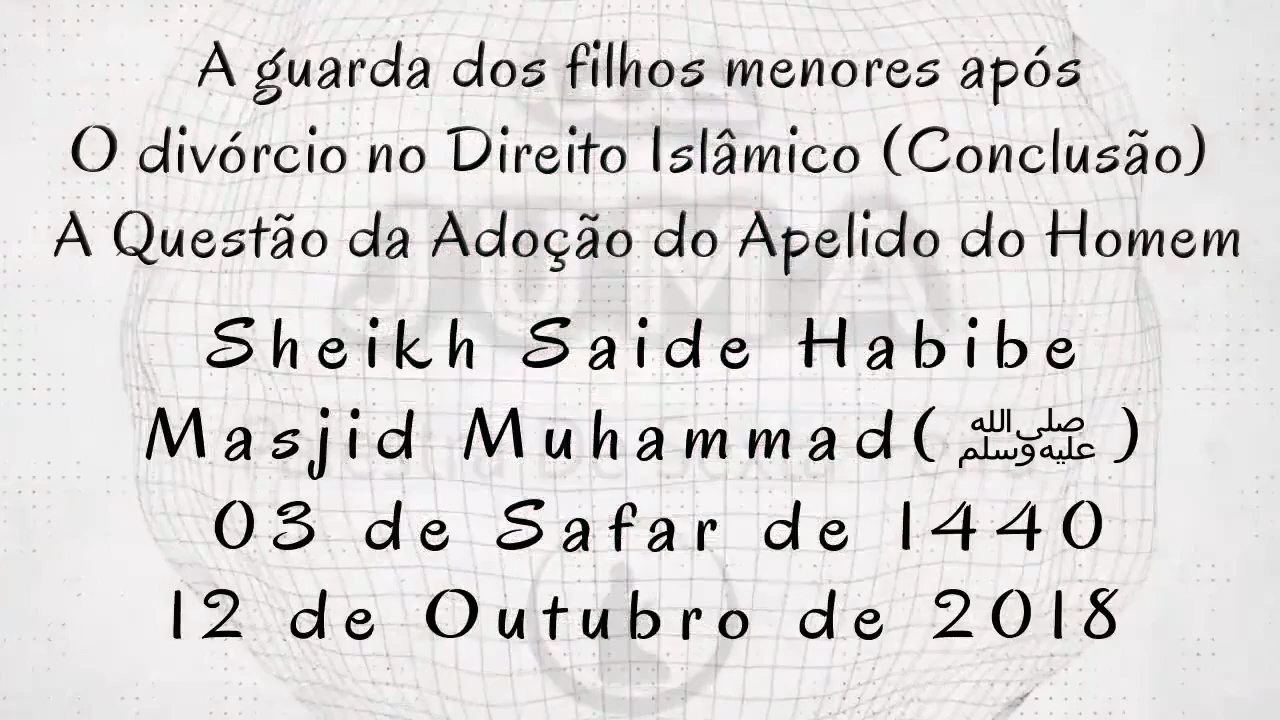 A guarda dos filhos menores após
O divórcio no Direito Islâmico (Conclusão)
A Questão da Adoção do Apelido do Homem
Sheikh Saide Habibe
Masjid Muhammad(ﷺ)
03 de Safar de 1440
12 de Outubro de 2018
JUMA